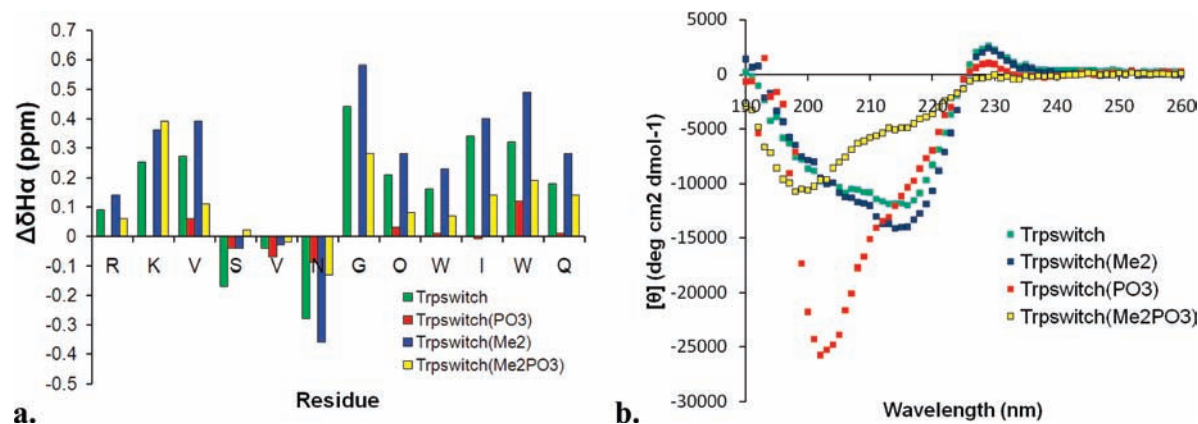 ΔδHα (ppm)
0.7
0.6
0.5
0.4
0.3
0.2
0.1
0
-0.1
-0.2
-0.3
-0.4
-0.5
R K V S V N G O W I W Q
Trpswitch
Trpswitch(PO3)
Trpswitch(Me2)
Trpswitch(Me2PO3)
Residue
a.
[θ] (deg cm2 dmol-1)
5000
0
-5000
-10000
-15000
-20000
-25000
-30000
190 200 210 220 230 240 250 260
Trpswitch
Trpswitch(Me2)
Trpswitch(PO3)
Trpswitch(Me2PO3)
Wavelength (nm)
b.